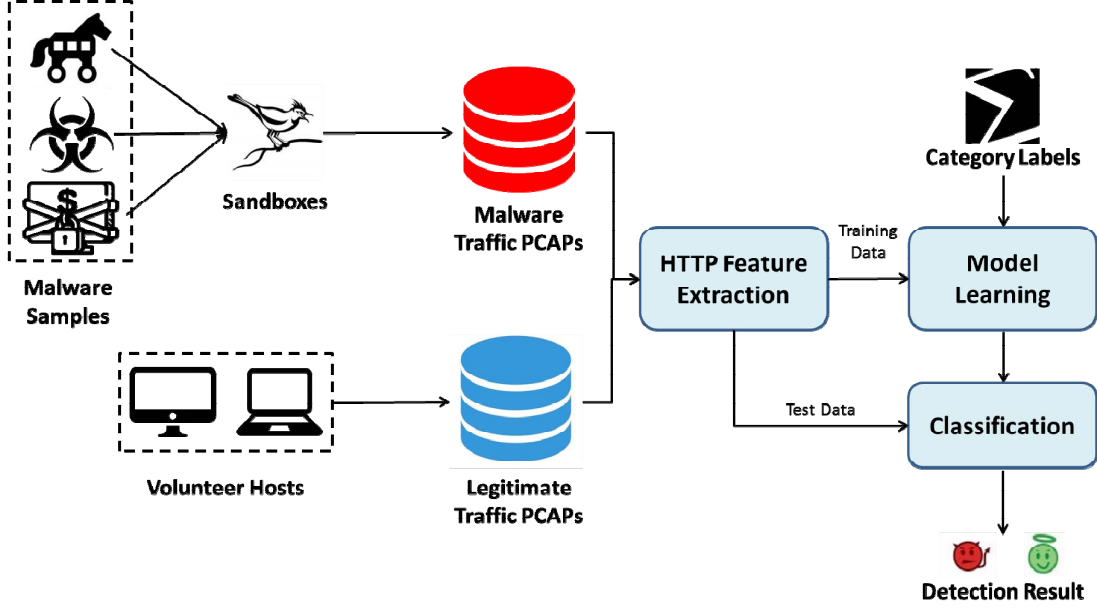 Malware
Samples
Sandboxes
Malware
Traffic PCAPs
Volunteer Hosts
Legitimate
Traffic PCAPs
HTTP Feature
Extraction
Training
Data
Test Data
Category Labels
Model
Learning
Classification
Detection Result